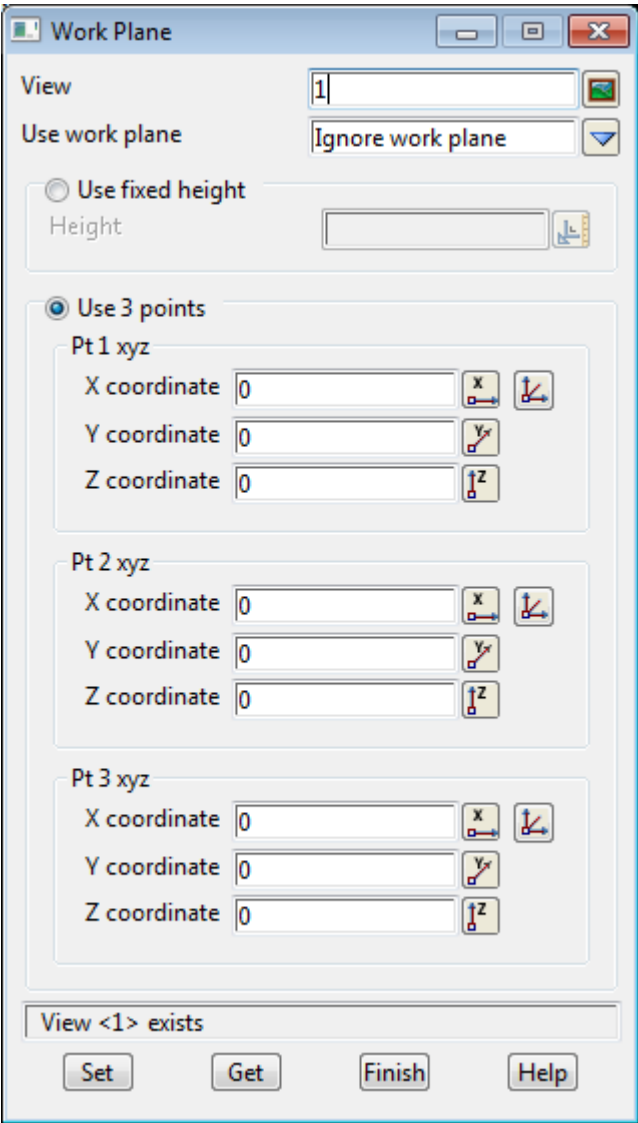 Work Plane
View 1
Use work plane Ignore work plane
Use fixed height
Height
Use 3 points
Pt 1 xyz
X coordinate 0 X
Y coordinate 0 Y
Z coordinate 0 Z
Pt 2 xyz
X coordinate 0 X
Y coordinate 0 Y
Z coordinate 0 Z
Pt 3 xyz
X coordinate 0 X
Y coordinate 0 Y
Z coordinate 0 Z
View <1> exists
Set Get Finish Help